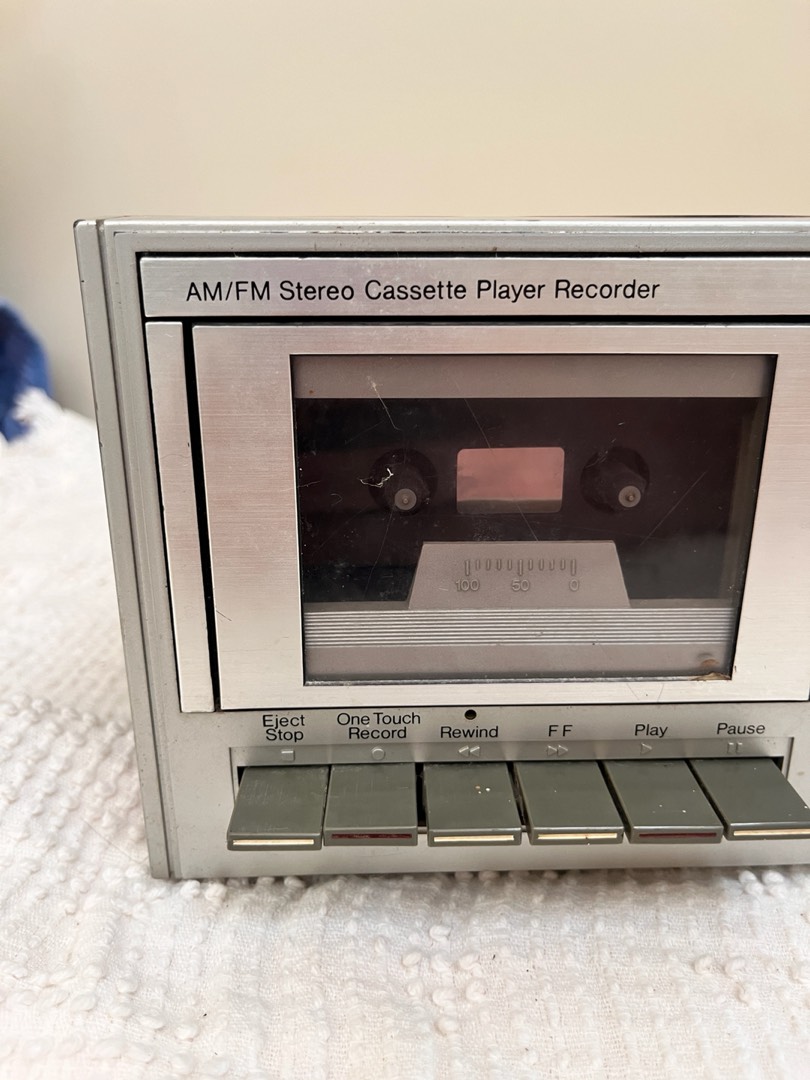 AM/FM Stereo Cassette Player Recorder
100 50 0
Eject
Stop
One Touch
Record
Rewind
FF
Play
Pause